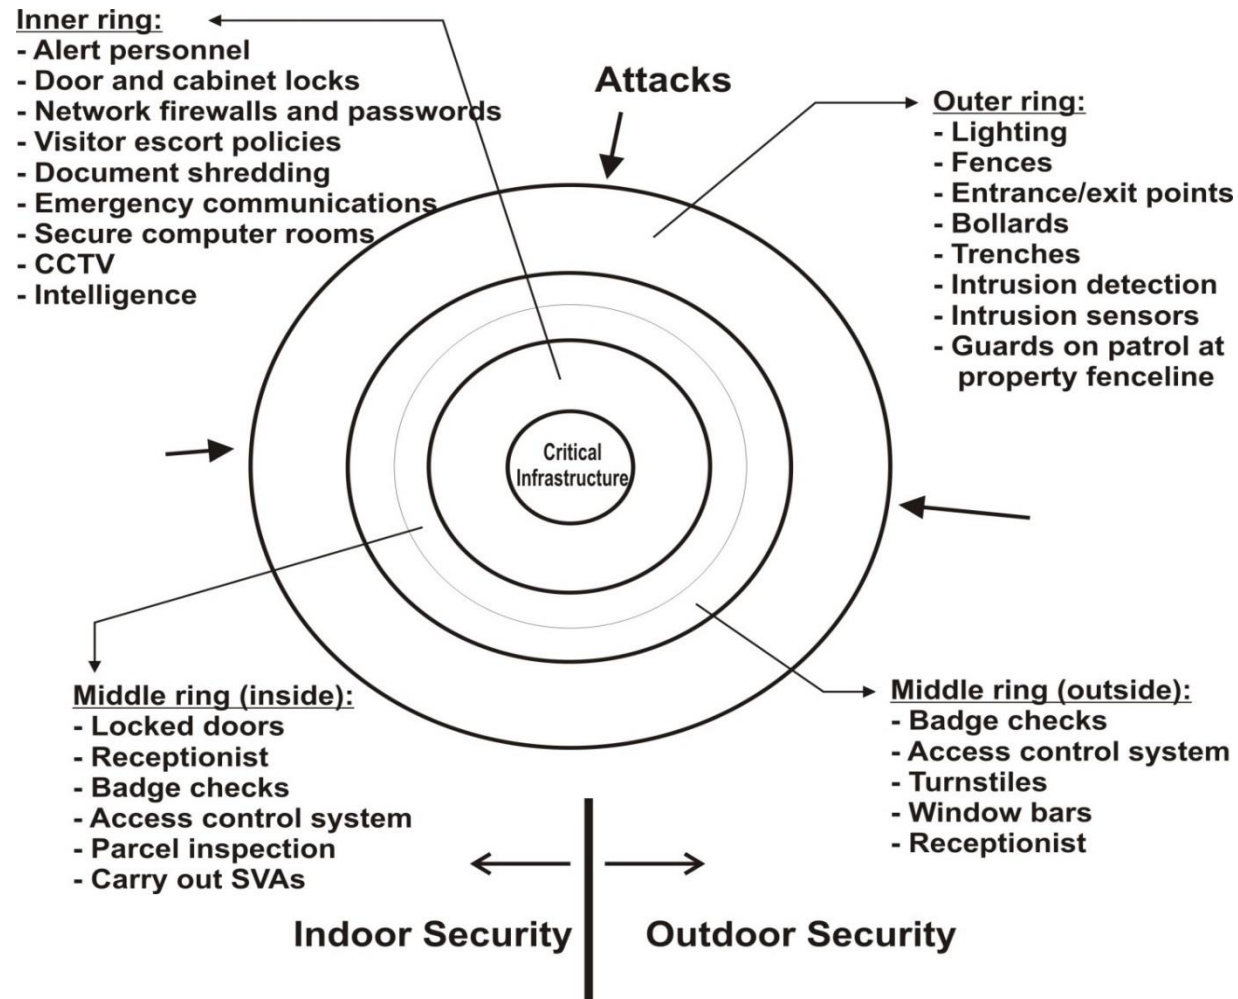 Inner ring:
- Alert personnel
- Door and cabinet locks
- Network firewalls and passwords
- Visitor escort policies
- Document shredding
- Emergency communications
- Secure computer rooms
- CCTV
- Intelligence
Attacks
Outer ring:
- Lighting
- Fences
- Entrance/exit points
- Bollards
- Trenches
- Intrusion detection
- Intrusion sensors
- Guards on patrol at
property fenceline
Critical
Infrastructure
Middle ring (inside):
- Locked doors
- Receptionist
- Badge checks
- Access control system
- Parcel inspection
- Carry out SVAs
Middle ring (outside):
- Badge checks
- Access control system
- Turnstiles
- Window bars
- Receptionist
Indoor Security
Outdoor Security